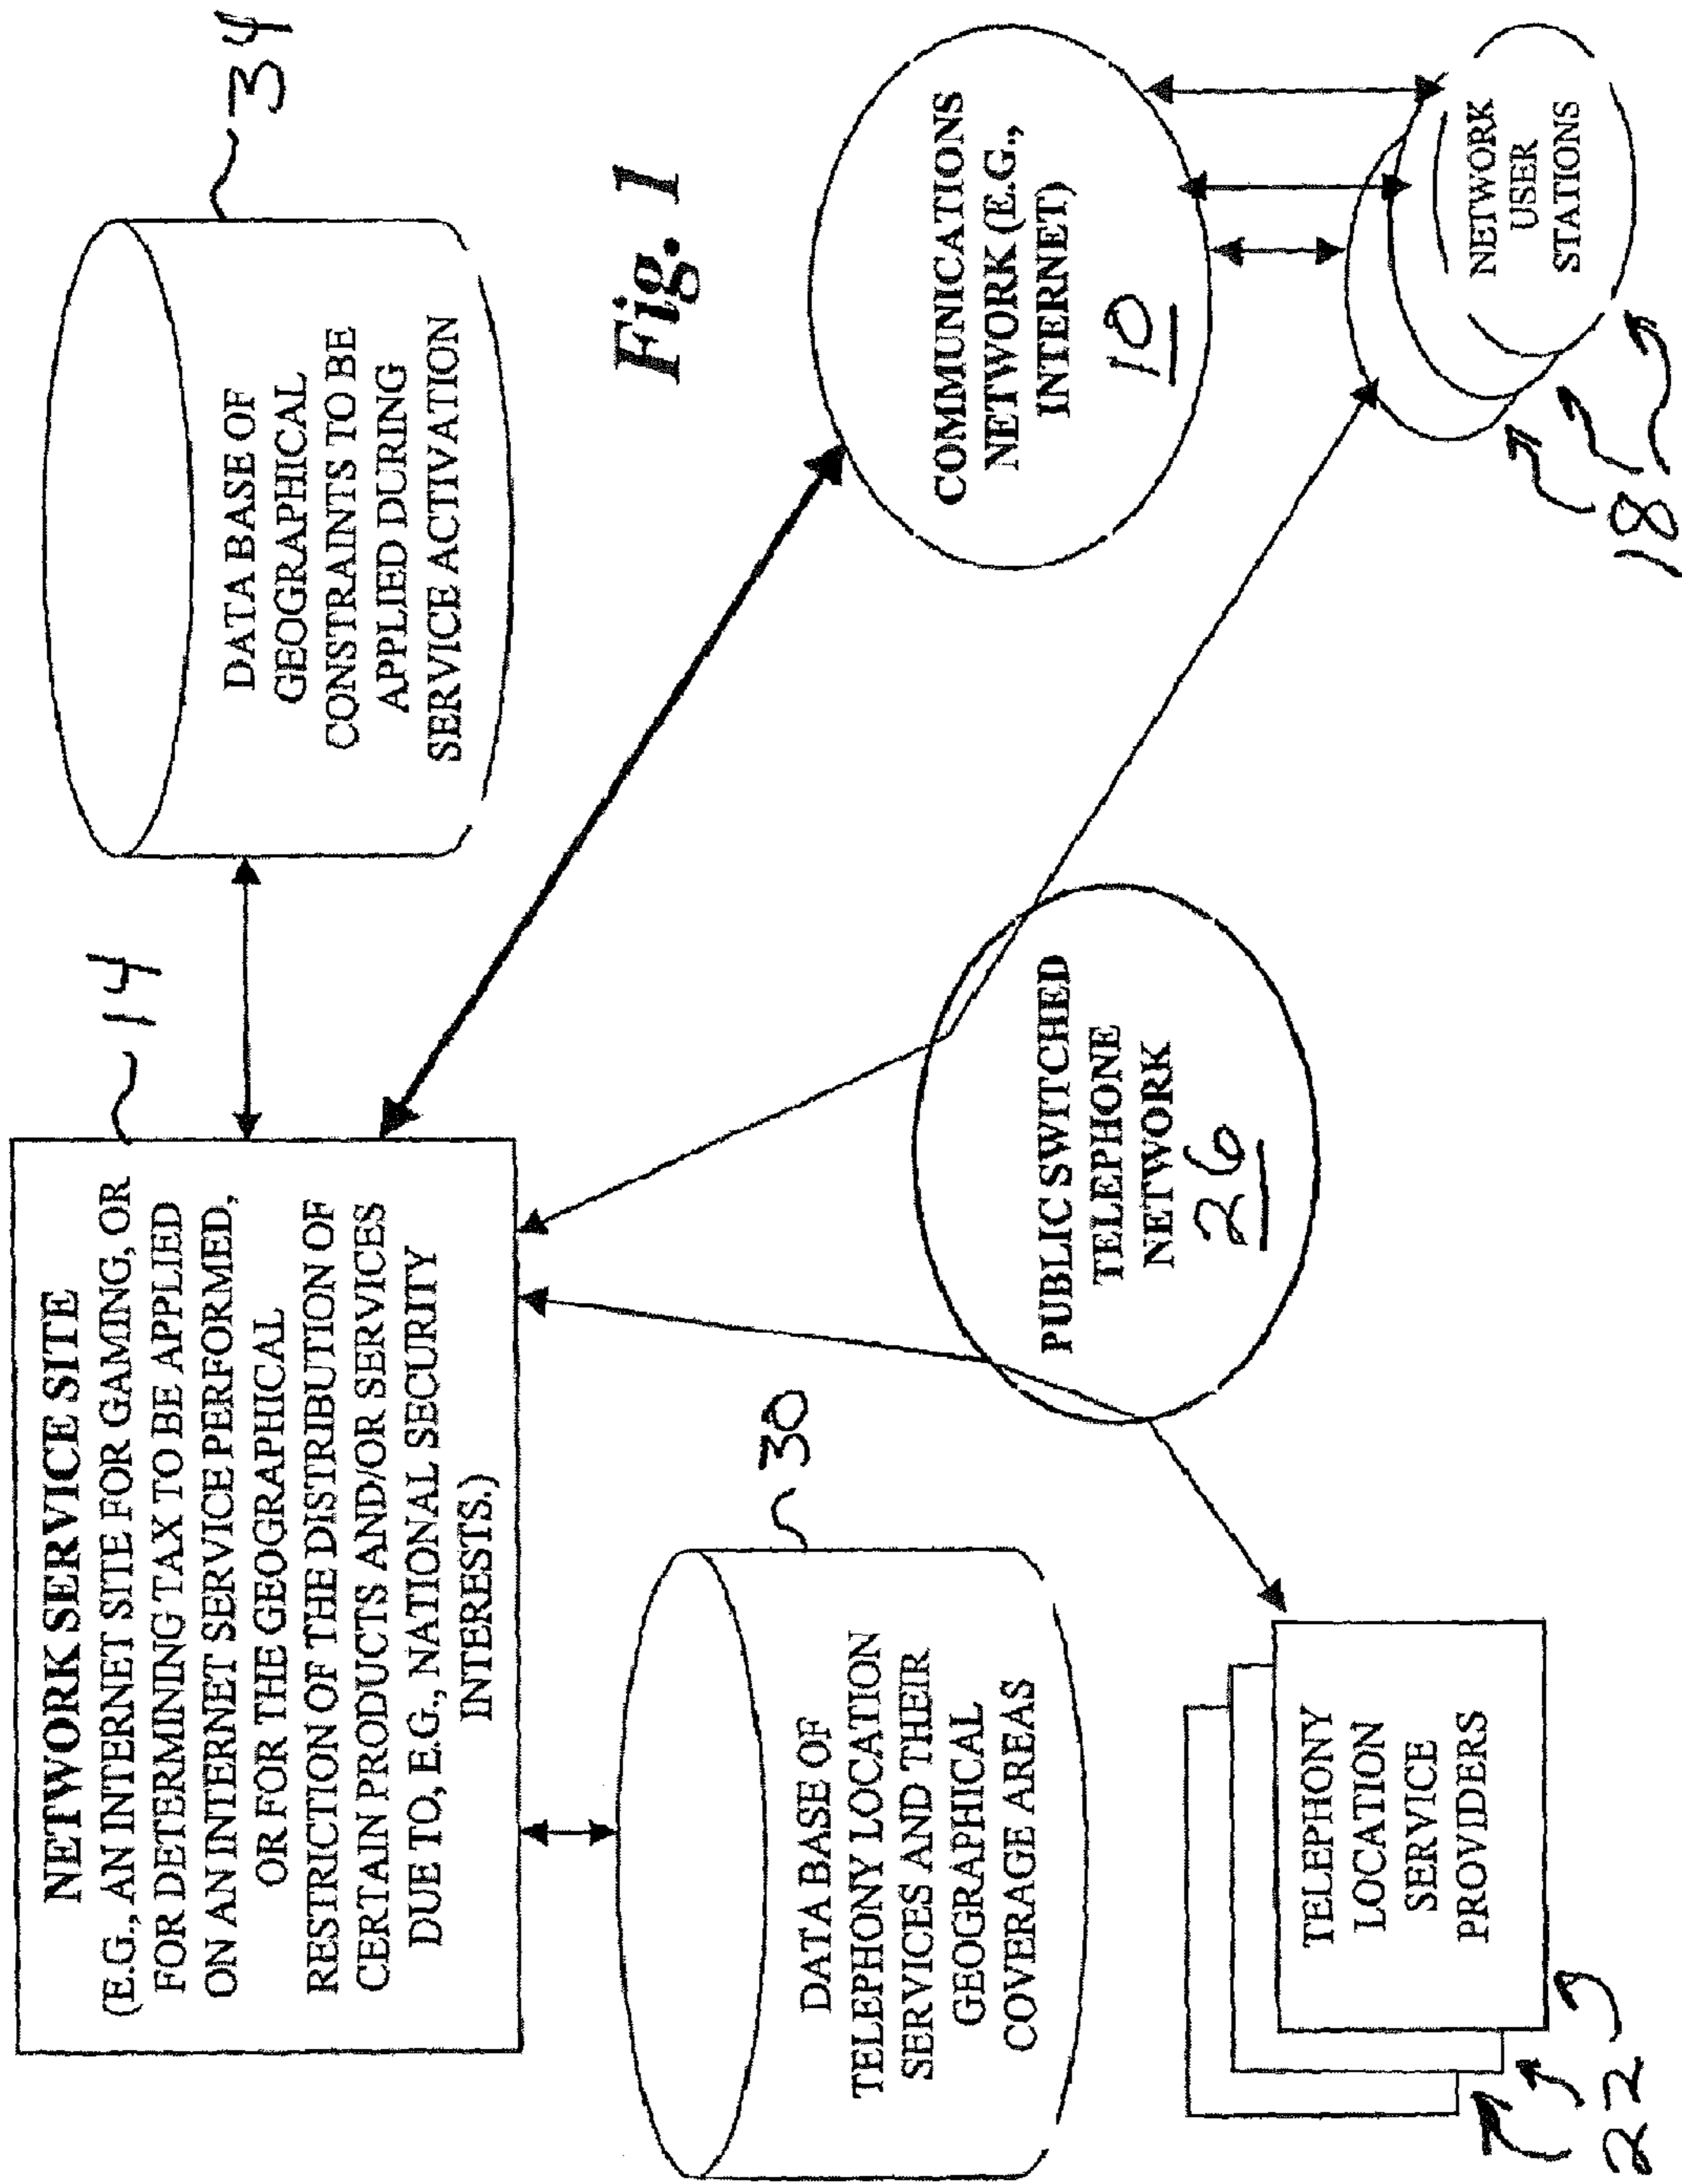 NETWORK SERVICE SITE
(E.G., AN INTERNET SITE FOR GAMING, OR
FOR DETERMINING TAX TO BE APPLIED
ON AN INTERNET SERVICE PERFORMED,
OR FOR THE GEOGRAPHICAL
RESTRICTION OF THE DISTRIBUTION OF
CERTAIN PRODUCTS AND/OR SERVICES
DUE TO, E.G., NATIONAL SECURITY
INTERESTS.)
14
DATA BASE OF
GEOGRAPHICAL
CONSTRAINTS TO BE
APPLIED DURING
SERVICE ACTIVATION
34
Fig. 1
DATA BASE OF
TELEPHONY LOCATION
SERVICES AND THEIR
GEOGRAPHICAL
COVERAGE AREAS
30
PUBLIC SWITCHED
TELEPHONE
NETWORK
26
COMMUNICATIONS
NETWORK (E.G.,
INTERNET)
10
TELEPHONY
LOCATION
SERVICE
PROVIDERS
22
NETWORK
USER
STATIONS
18